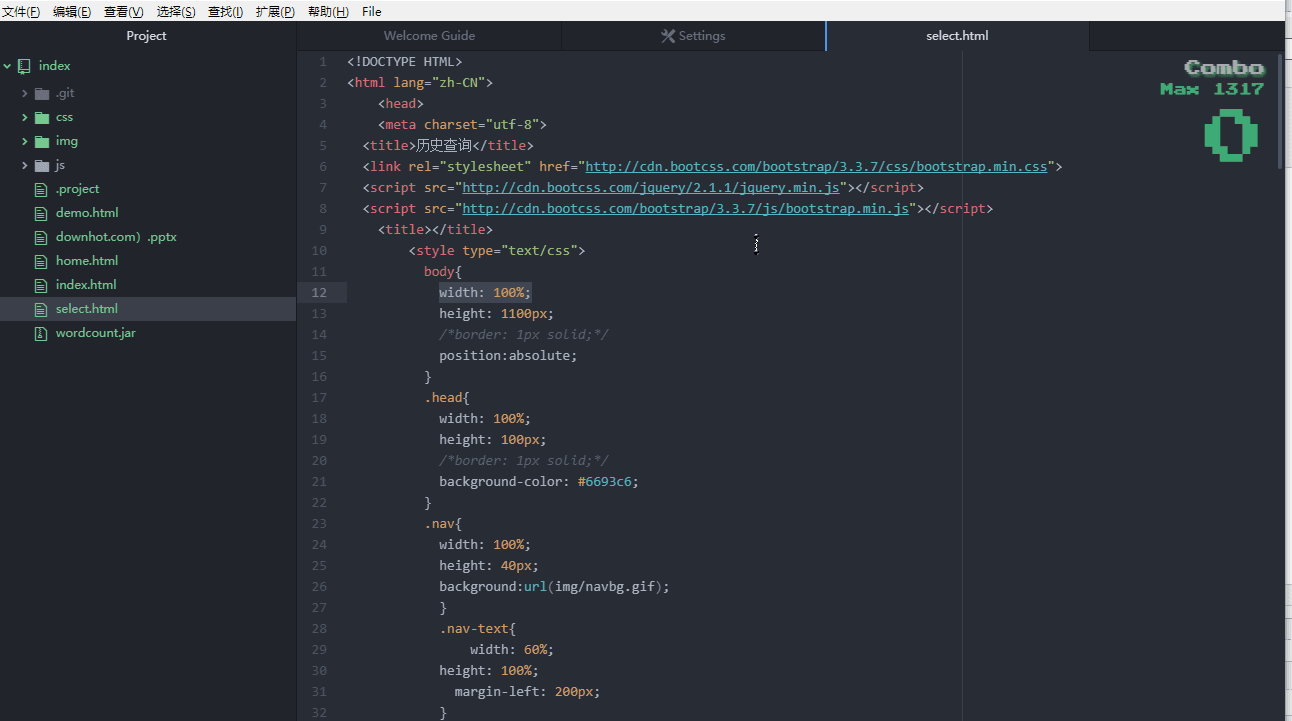 文件(F) 编辑(E) 查看(V) 选择(S) 查找(I) 扩展(P) 帮助(H) File
Project
Welcome Guide
Settings
select.html
index
.git
css
img
js
.project
demo.html
downhot.com）.pptx
home.html
index.html
select.html
wordcount.jar
1 <!DOCTYPE HTML>
2 <html lang="zh-CN">
3 <head>
4 <meta charset="utf-8">
5 <title>历史查询</title>
6 <link rel="stylesheet" href="http://cdn.bootcss.com/bootstrap/3.3.7/css/bootstrap.min.css">
7 <script src="http://cdn.bootcss.com/jquery/2.1.1/jquery.min.js"></script>
8 <script src="http://cdn.bootcss.com/bootstrap/3.3.7/js/bootstrap.min.js"></script>
9 <title></title>
10 <style type="text/css">
11 body{
12 width: 100%;
13 height: 1100px;
14 /*border: 1px solid;*/
15 position:absolute;
16 }
17 .head{
18 width: 100%;
19 height: 100px;
20 /*border: 1px solid;*/
21 background-color: #6693c6;
22 }
23 .nav{
24 width: 100%;
25 height: 40px;
26 background:url(img/navbg.gif);
27 }
28 .nav-text{
29 width: 60%;
30 height: 100%;
31 margin-left: 200px;
32 }
Combo
Max 1317
0